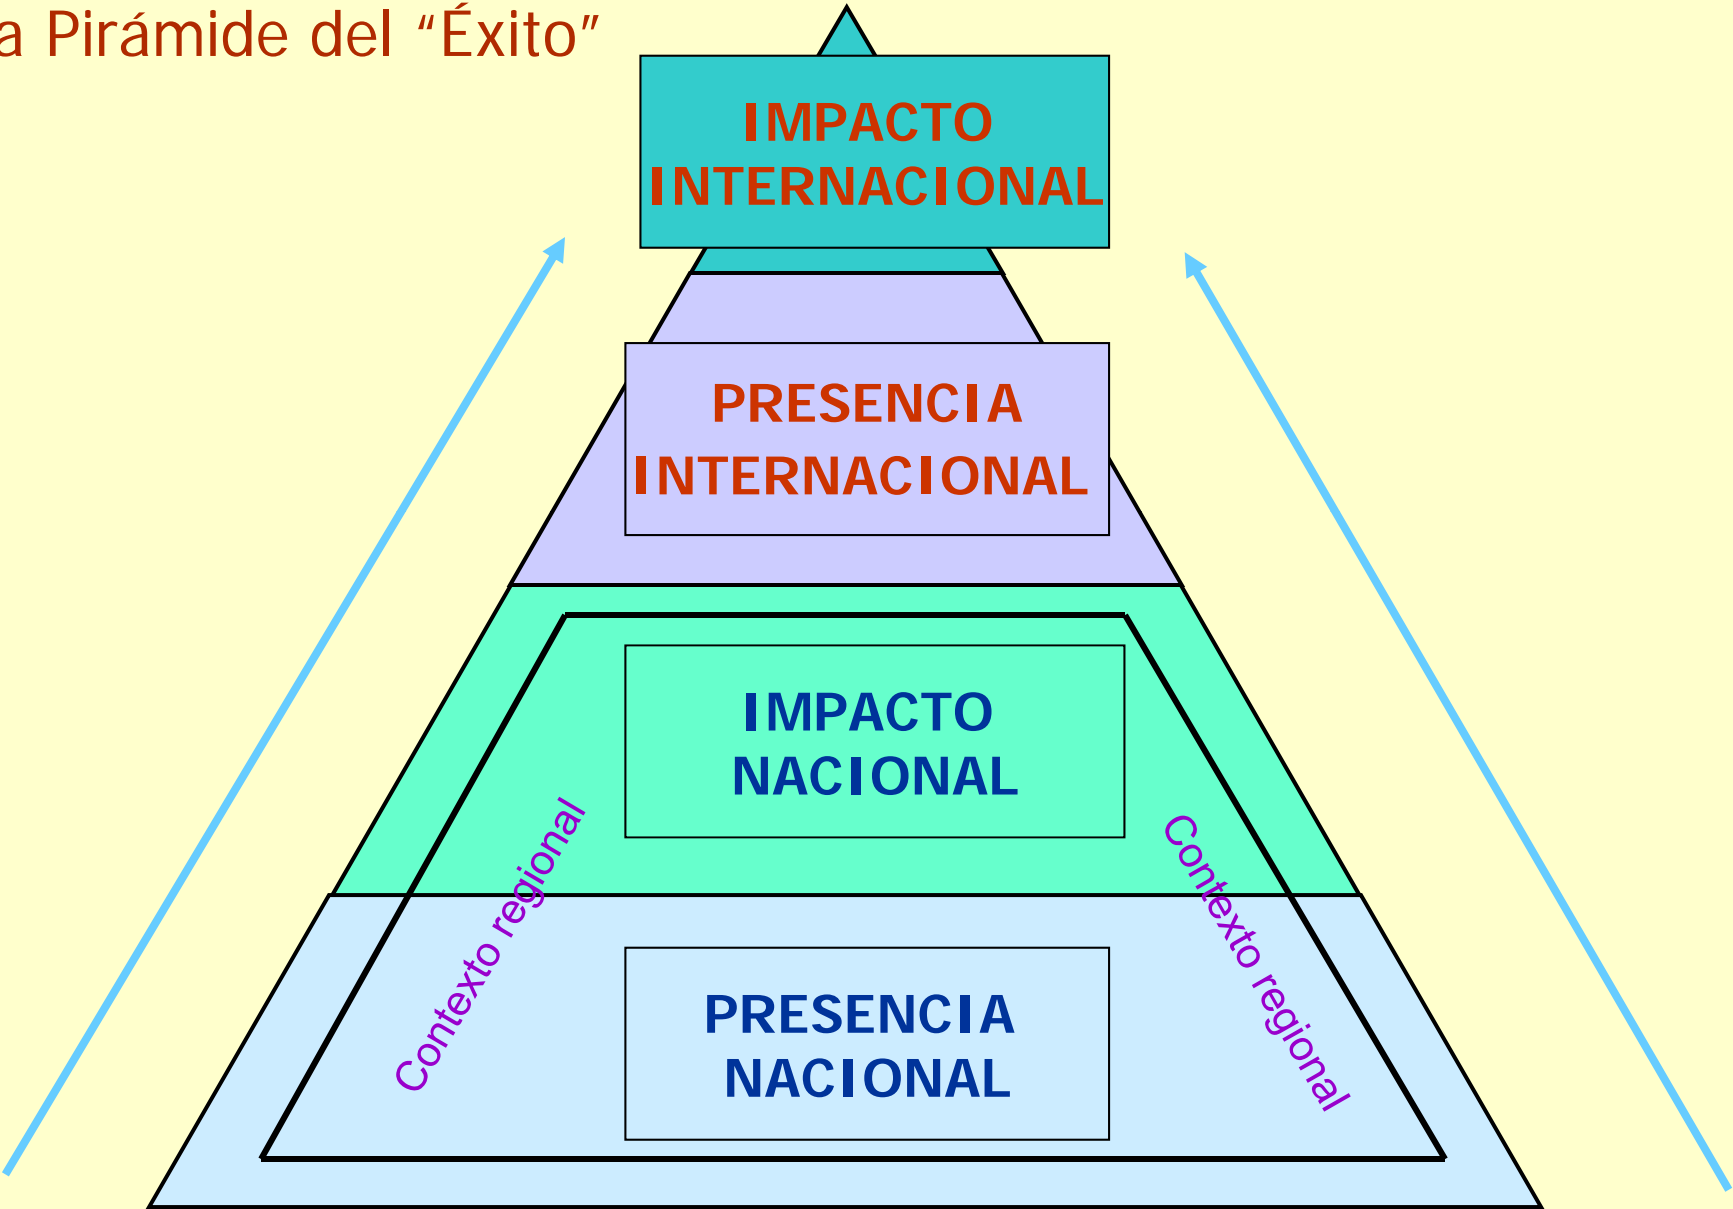 a Pirámide del “Éxito”
IMPACTO
INTERNACIONAL
PRESENCIA
INTERNACIONAL
IMPACTO
NACIONAL
Contexto regional
Contexto regional
PRESENCIA
NACIONAL